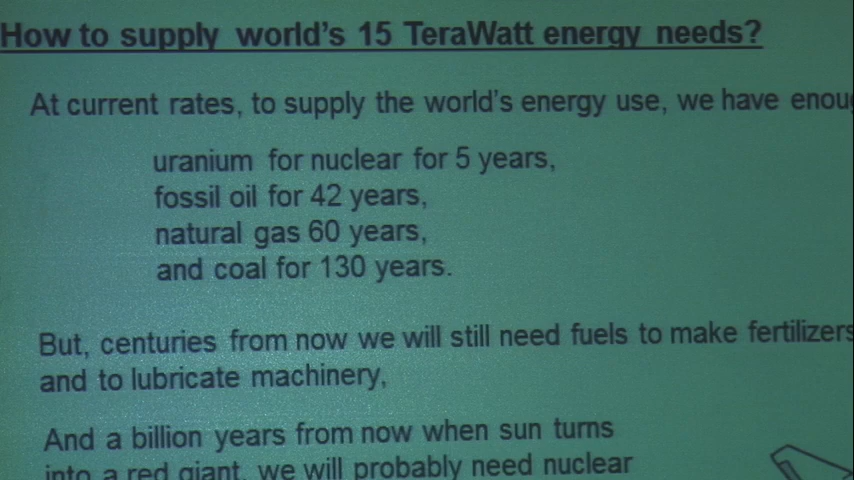 How to supply world's 15 TeraWatt energy needs?
At current rates, to supply the world's energy use, we have enou
uranium for nuclear for 5 years,
fossil oil for 42 years,
natural gas 60 years,
and coal for 130 years.
But, centuries from now we will still need fuels to make fertilizers
and to lubricate machinery,
And a billion years from now when sun turns
into a red giant, we will probably need nuclear